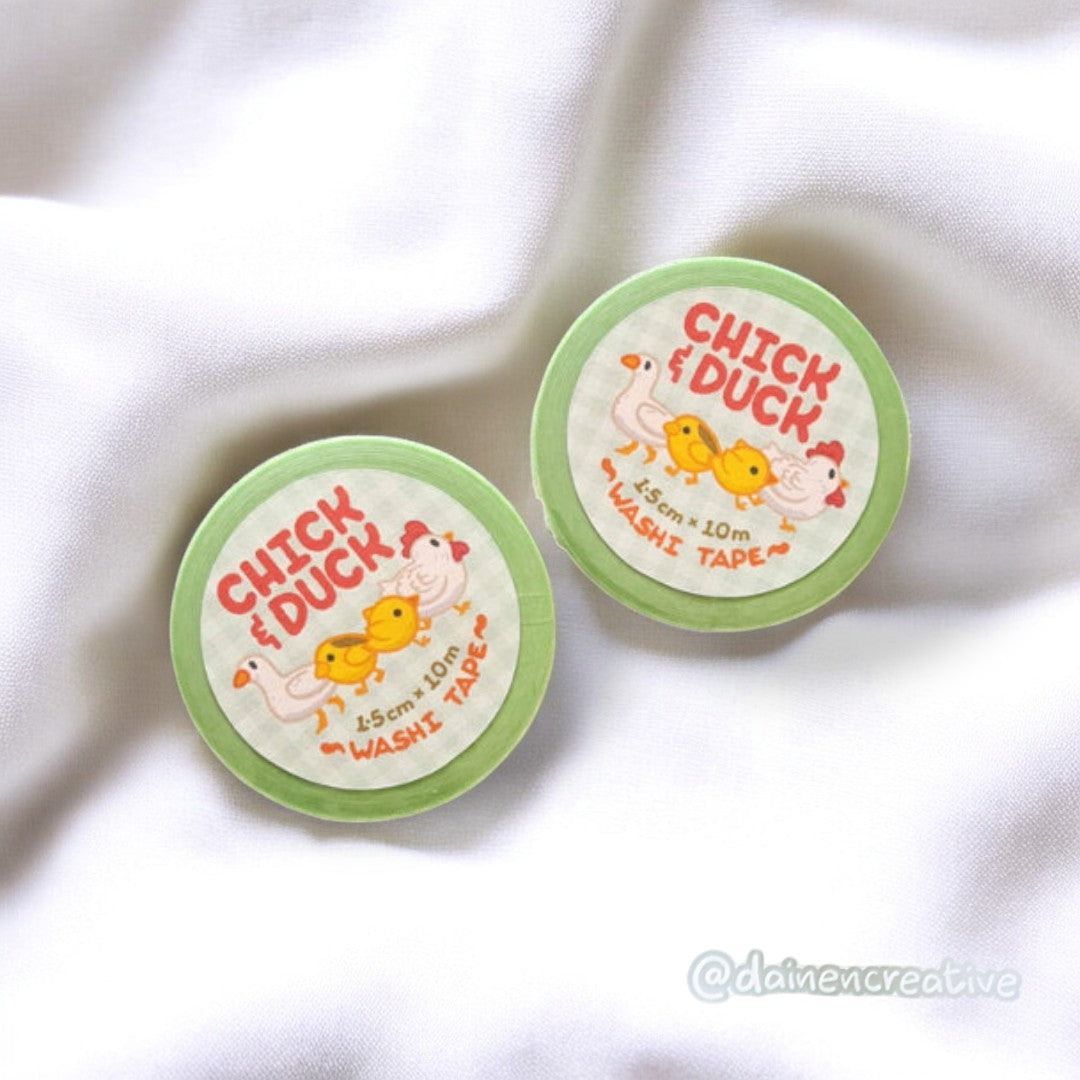 CHICK
& DUCK
1.5cm × 10m
~WASHI TAPE~
CHICK
& DUCK
1.5cm × 10m
~WASHI TAPE~
@dainencreative